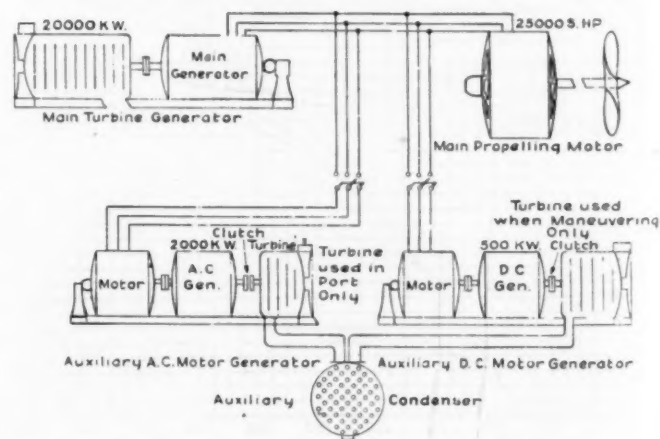 20000 K.W.
Main
Generator
Main Turbine Generator
25000 S. HP
Main Propelling Motor
Clutch
2000 K.W. Turbine
Motor
A.C
Gen.
Turbine
used in
Port
Only
Auxiliary A.C. Motor Generator
Turbine used
when Maneuvering
Only
500 KW. Clutch
Motor
D C
Gen.
Auxiliary D.C. Motor Generator
Auxiliary Condenser